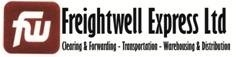 fw Freightwell Express Ltd
Clearing & Forwarding - Transportation - Warehousing & Distribution